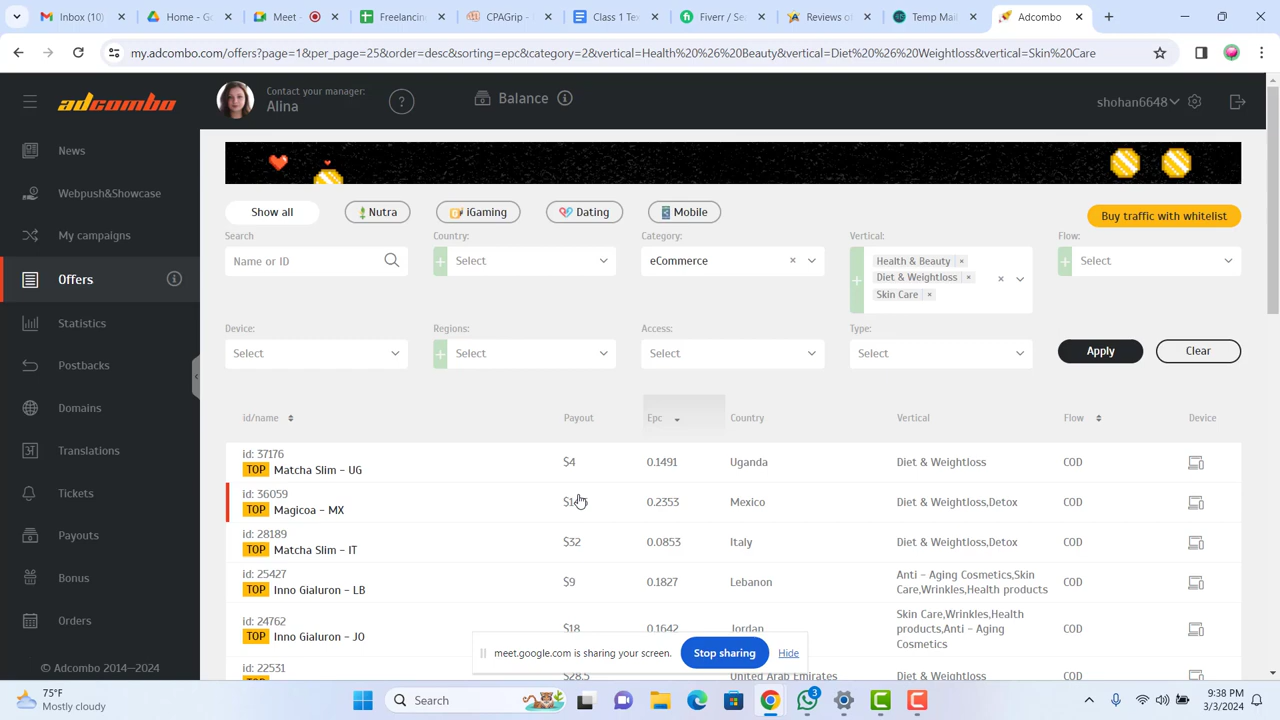 Inbox (10)
Home - G
Meet -
Freelancin
CPAGrip -
Class 1 Tex
Fiverr / Se
Reviews of
Temp Mai
Adcombo
my.adcombo.com/offers?page=1&per_page=25&order=desc&sorting=epc&category=2&vertical=Health%20%26%20Beauty&vertical=Diet%20%26%20Weightloss&vertical=Skin%20Care
adcombo
Contact your manager:
Alina
?
Balance
shohan6648
News
Webpush&Showcase
My campaigns
Offers
Statistics
Postbacks
Domains
Translations
Tickets
Payouts
Bonus
Orders
© Adcombo 2014—2024
Show all
Nutra
iGaming
Dating
Mobile
Buy traffic with whitelist
Search
Country:
Category:
Vertical:
Flow:
Name or ID
Select
eCommerce
Health & Beauty
Diet & Weightloss
Skin Care
Select
Device:
Regions:
Access:
Type:
Select
Select
Select
Select
Apply
Clear
id/name
Payout
Epc
Country
Vertical
Flow
Device
id: 37176
TOP Matcha Slim - UG
$4
0.1491
Uganda
Diet & Weightloss
COD
id: 36059
TOP Magicoa - MX
0.2353
Mexico
Diet & Weightloss,Detox
COD
id: 28189
TOP Matcha Slim - IT
$32
0.0853
Italy
Diet & Weightloss,Detox
COD
id: 25427
TOP Inno Gialuron - LB
$9
0.1827
Lebanon
Anti - Aging Cosmetics,Skin
Care,Wrinkles,Health products
COD
id: 24762
TOP Inno Gialuron - JO
$18
0.1642
Jordan
Skin Care,Wrinkles,Health
products,Anti - Aging
Cosmetics
COD
id: 22531
$28.5
United Arab Emirates
Diet & Weightloss
COD
meet.google.com is sharing your screen.
Stop sharing
Hide
75°F
Mostly cloudy
Search
3
9:38 PM
3/3/2024